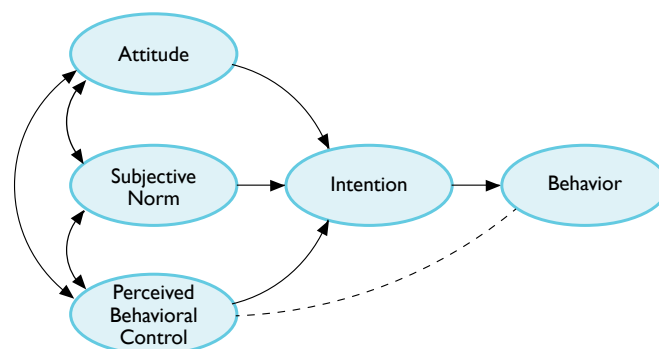 Attitude
Subjective
Norm
Intention
Behavior
Perceived
Behavioral
Control